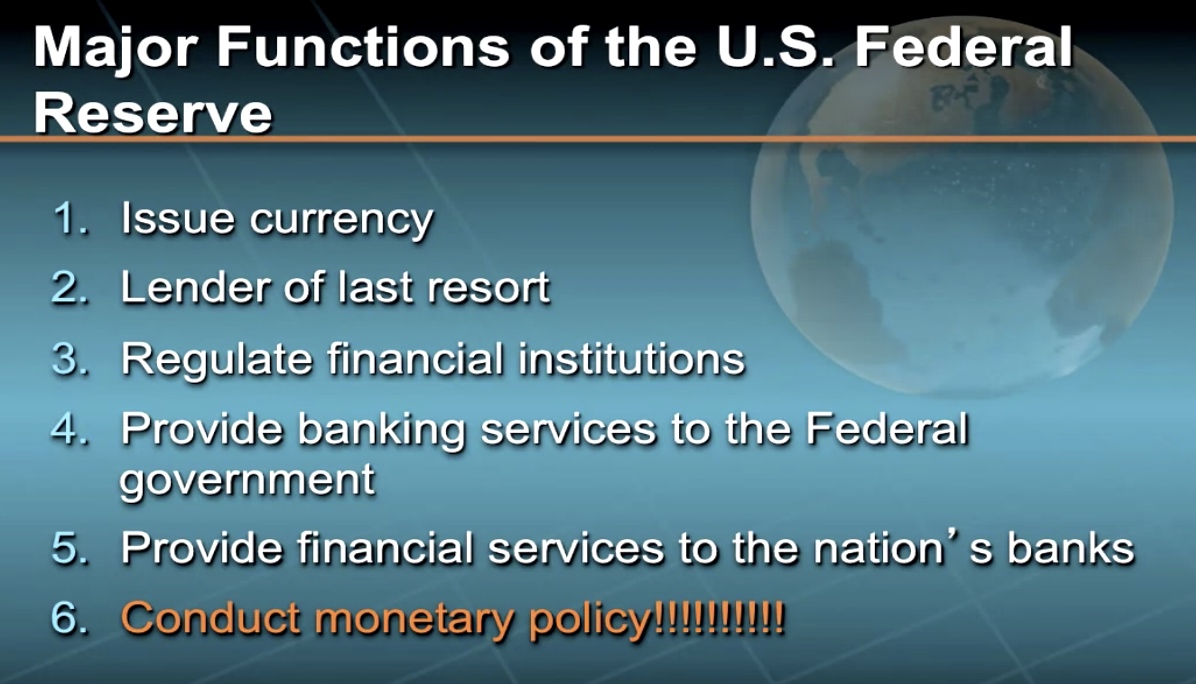 Major Functions of the U.S. Federal
Reserve
1. Issue currency
2. Lender of last resort
3. Regulate financial institutions
4. Provide banking services to the Federal
government
5. Provide financial services to the nation’s banks
6. Conduct monetary policy!!!!!!!!!!